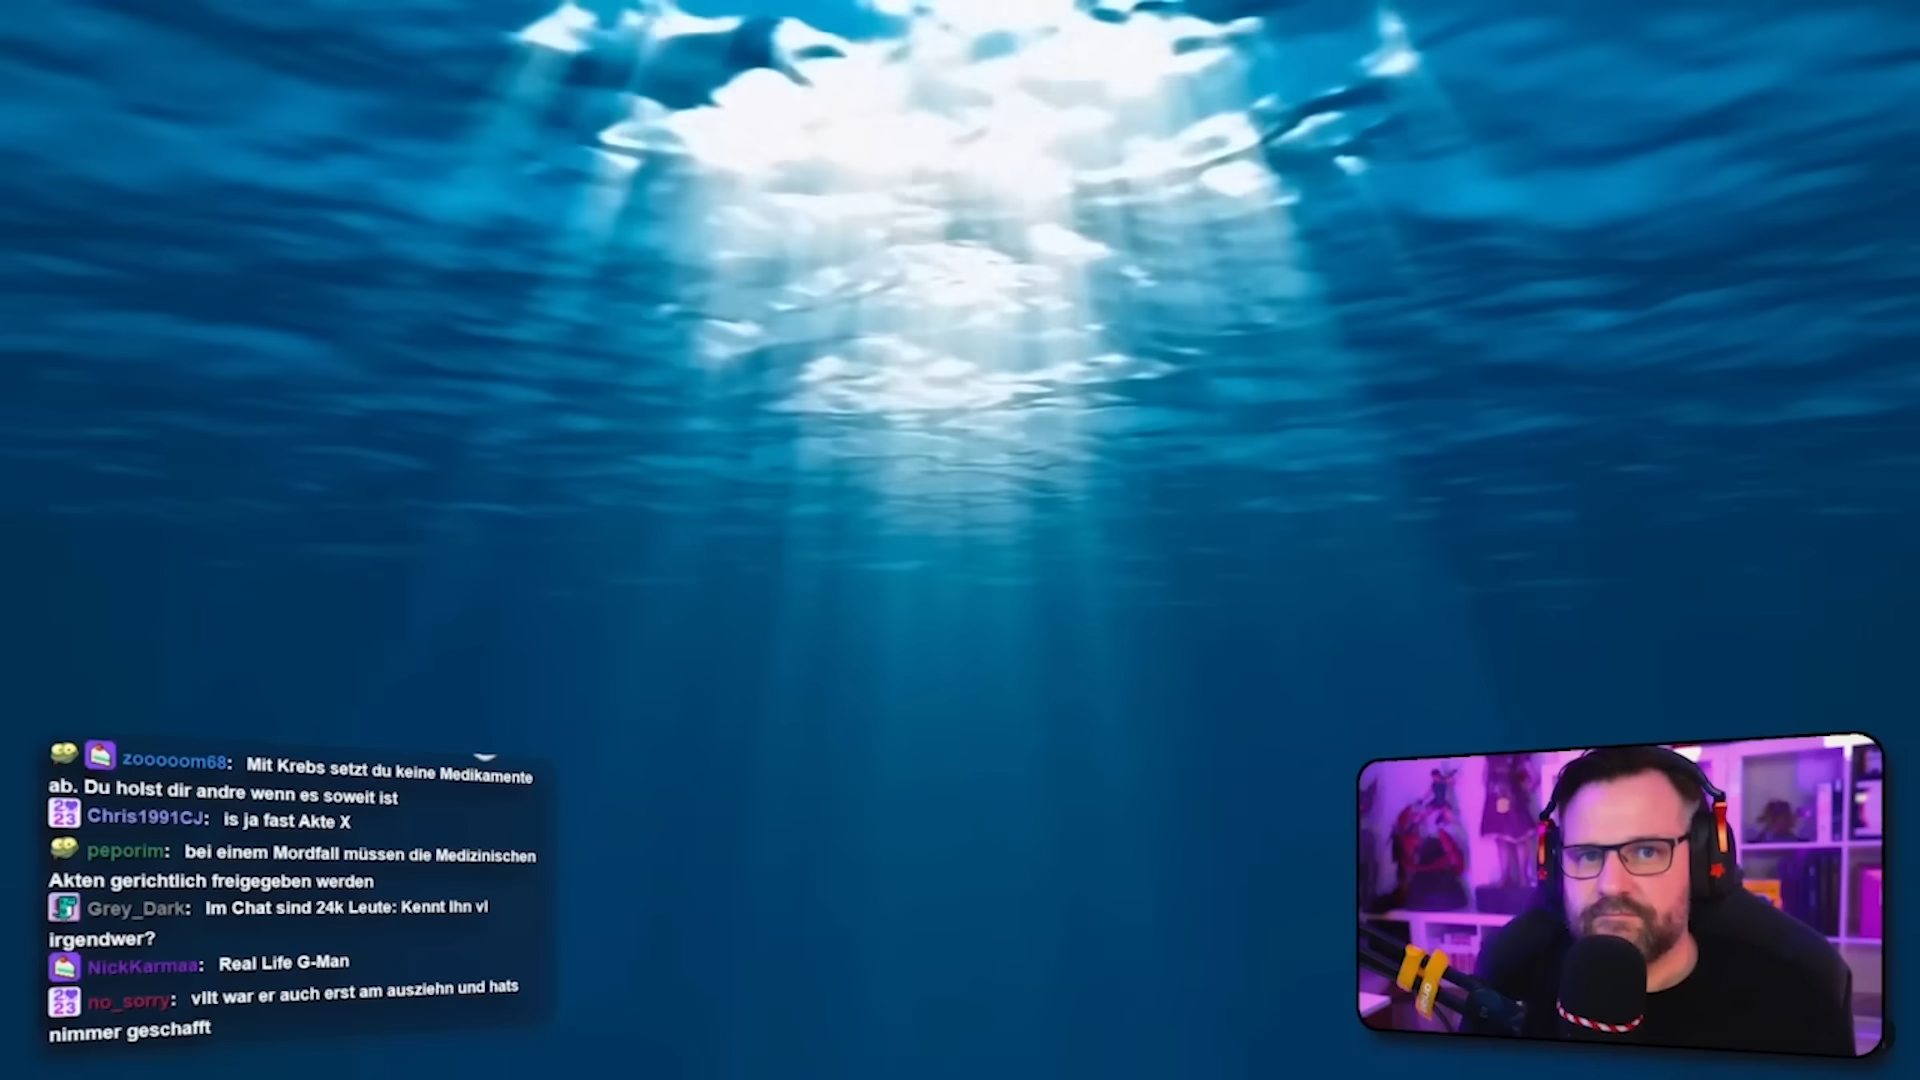 zooooom68: Mit Krebs setzt du keine Medikamente
ab. Du holst dir andre wenn es soweit ist
Chris1991CJ: is ja fast Akte X
peporim: bei einem Mordfall müssen die Medizinischen
Akten gerichtlich freigegeben werden
Grey_Dark: Im Chat sind 24k Leute: Kennt Ihn vl
irgendwer?
NickKarmaa: Real Life G-Man
no_sorry: vllt war er auch erst am ausziehn und hats
nimmer geschafft